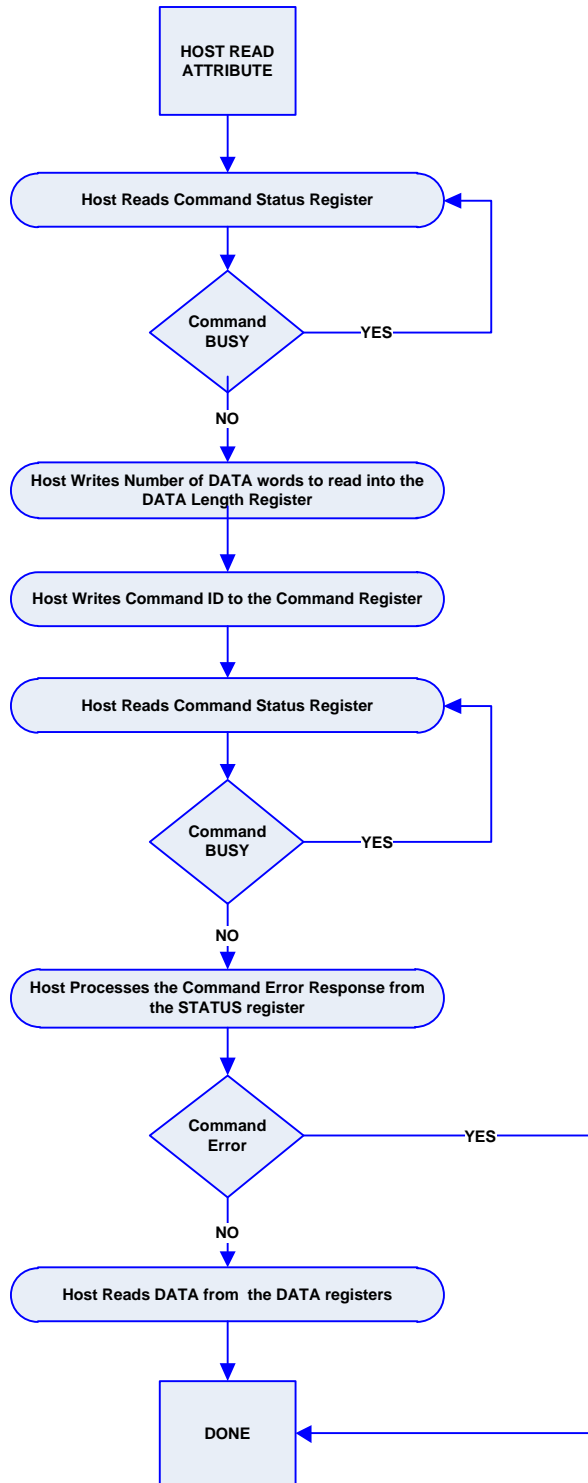 HOST READ
ATTRIBUTE
Host Reads Command Status Register
Command
BUSY
YES
NO
Host Writes Number of DATA words to read into the
DATA Length Register
Host Writes Command ID to the Command Register
Host Reads Command Status Register
Command
BUSY
YES
NO
Host Processes the Command Error Response from
the STATUS register
Command
Error
YES
NO
Host Reads DATA from the DATA registers
DONE